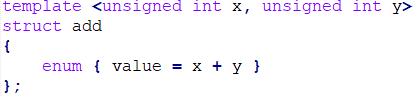 template <unsigned int x, unsigned int y>
struct add
{
    enum { value = x + y }
};